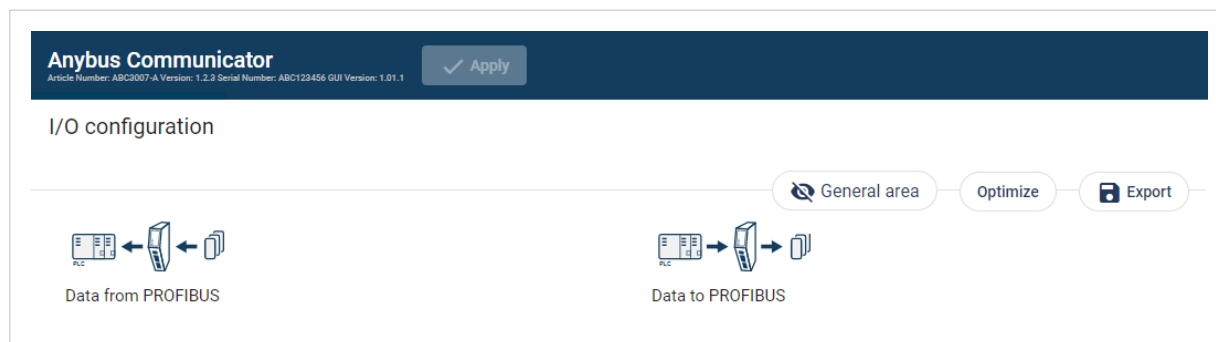 Anybus Communicator
Article Number: ABC3007-A Version: 1.2.3 Serial Number: ABC123456 GUI Version: 1.01.1
Apply
I/O configuration
General area
Optimize
Export
PLC
Data from PROFIBUS
PLC
Data to PROFIBUS